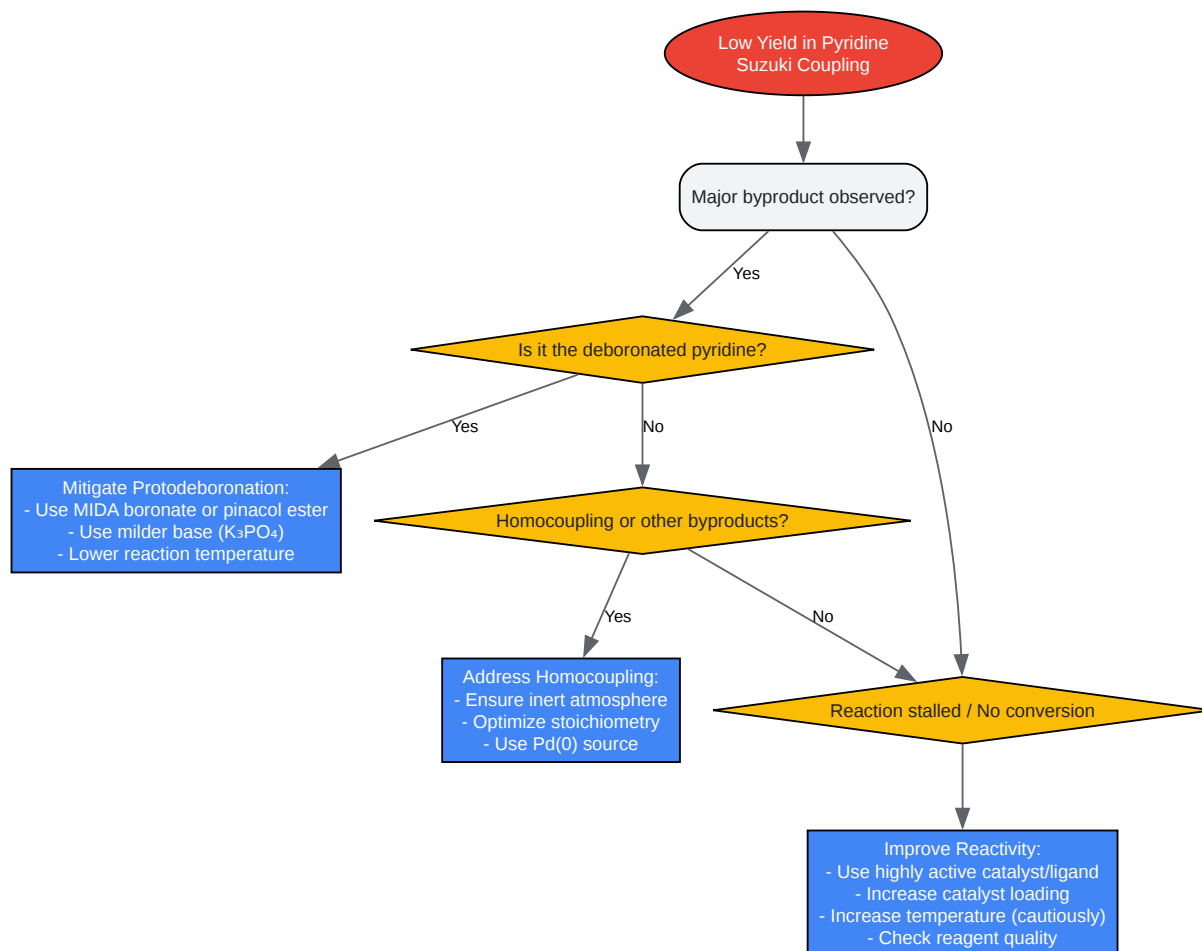 Low Yield in Pyridine
Suzuki Coupling
Major byproduct observed?
Yes
Is it the deboronated pyridine?
Yes
No
No
Mitigate Protodeboronation:
- Use MIDA boronate or pinacol ester
- Use milder base (K₃PO₄)
- Lower reaction temperature
Homocoupling or other byproducts?
Yes
No
Address Homocoupling:
- Ensure inert atmosphere
- Optimize stoichiometry
- Use Pd(0) source
Reaction stalled / No conversion
Improve Reactivity:
- Use highly active catalyst/ligand
- Increase catalyst loading
- Increase temperature (cautiously)
- Check reagent quality